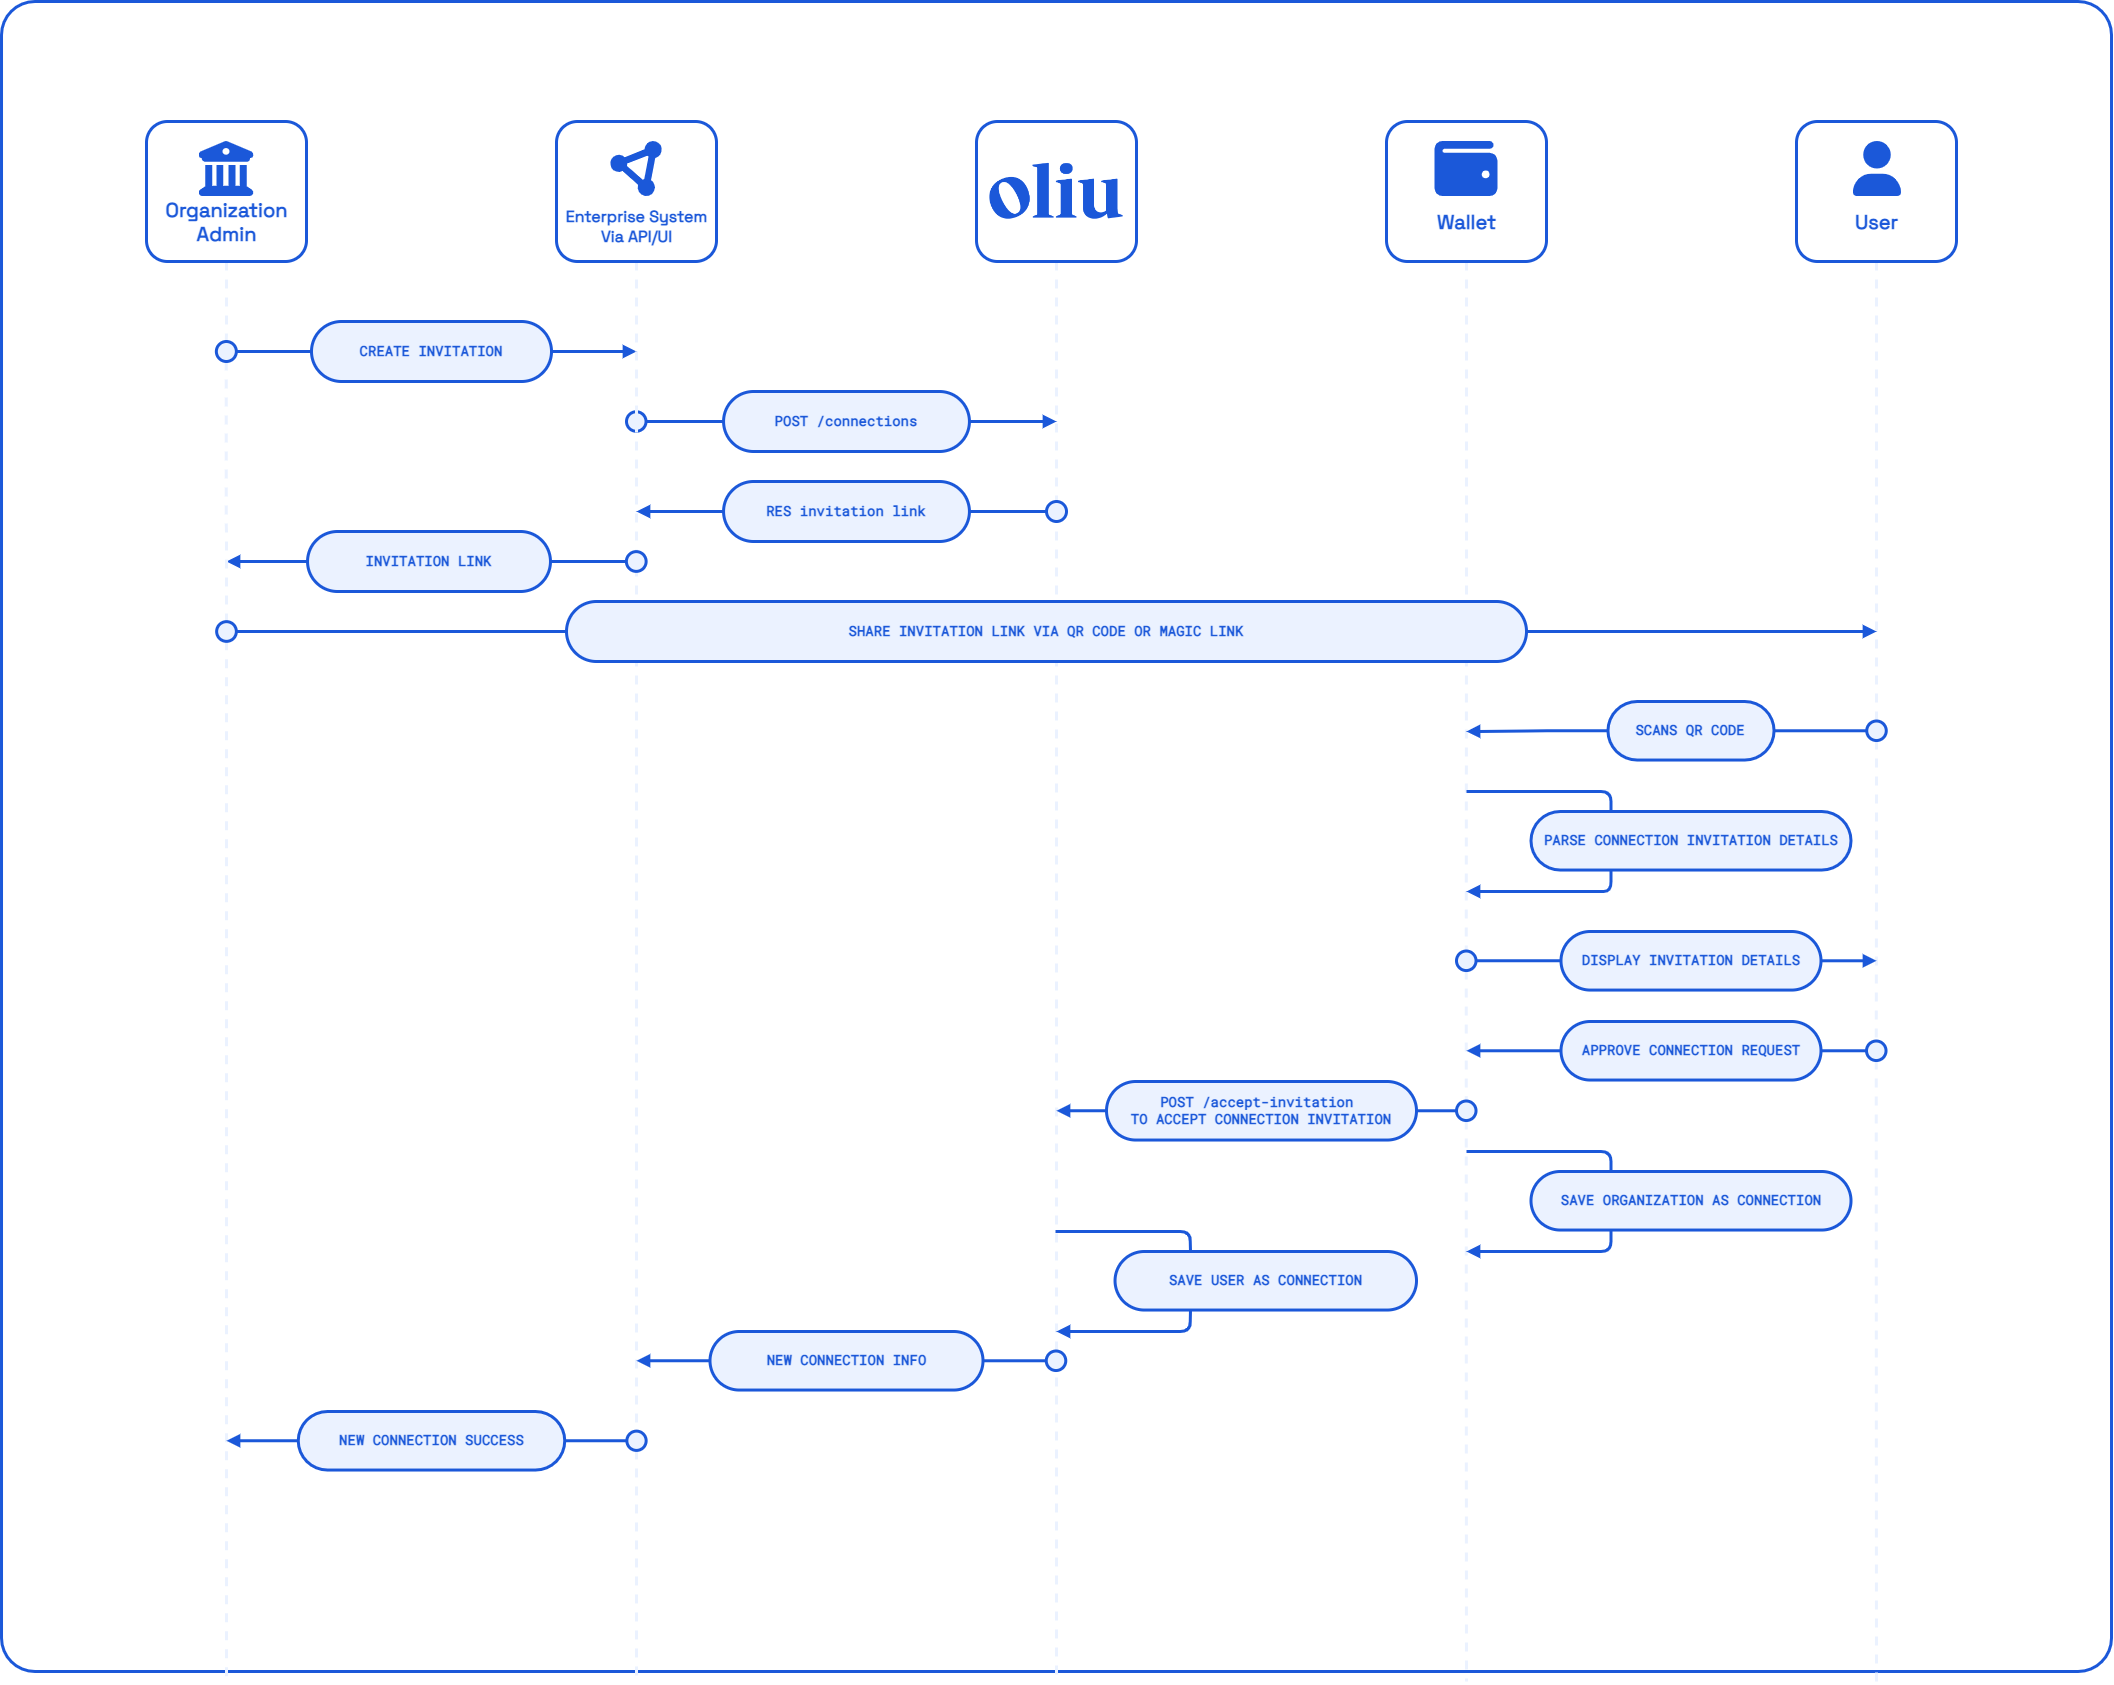 Organization
Admin
Enterprise System
Via API/UI
oliu
Wallet
User
CREATE INVITATION
POST /connections
RES invitation link
INVITATION LINK
SHARE INVITATION LINK VIA QR CODE OR MAGIC LINK
SCANS QR CODE
PARSE CONNECTION INVITATION DETAILS
DISPLAY INVITATION DETAILS
APPROVE CONNECTION REQUEST
POST /accept-invitation
TO ACCEPT CONNECTION INVITATION
SAVE ORGANIZATION AS CONNECTION
SAVE USER AS CONNECTION
NEW CONNECTION INFO
NEW CONNECTION SUCCESS